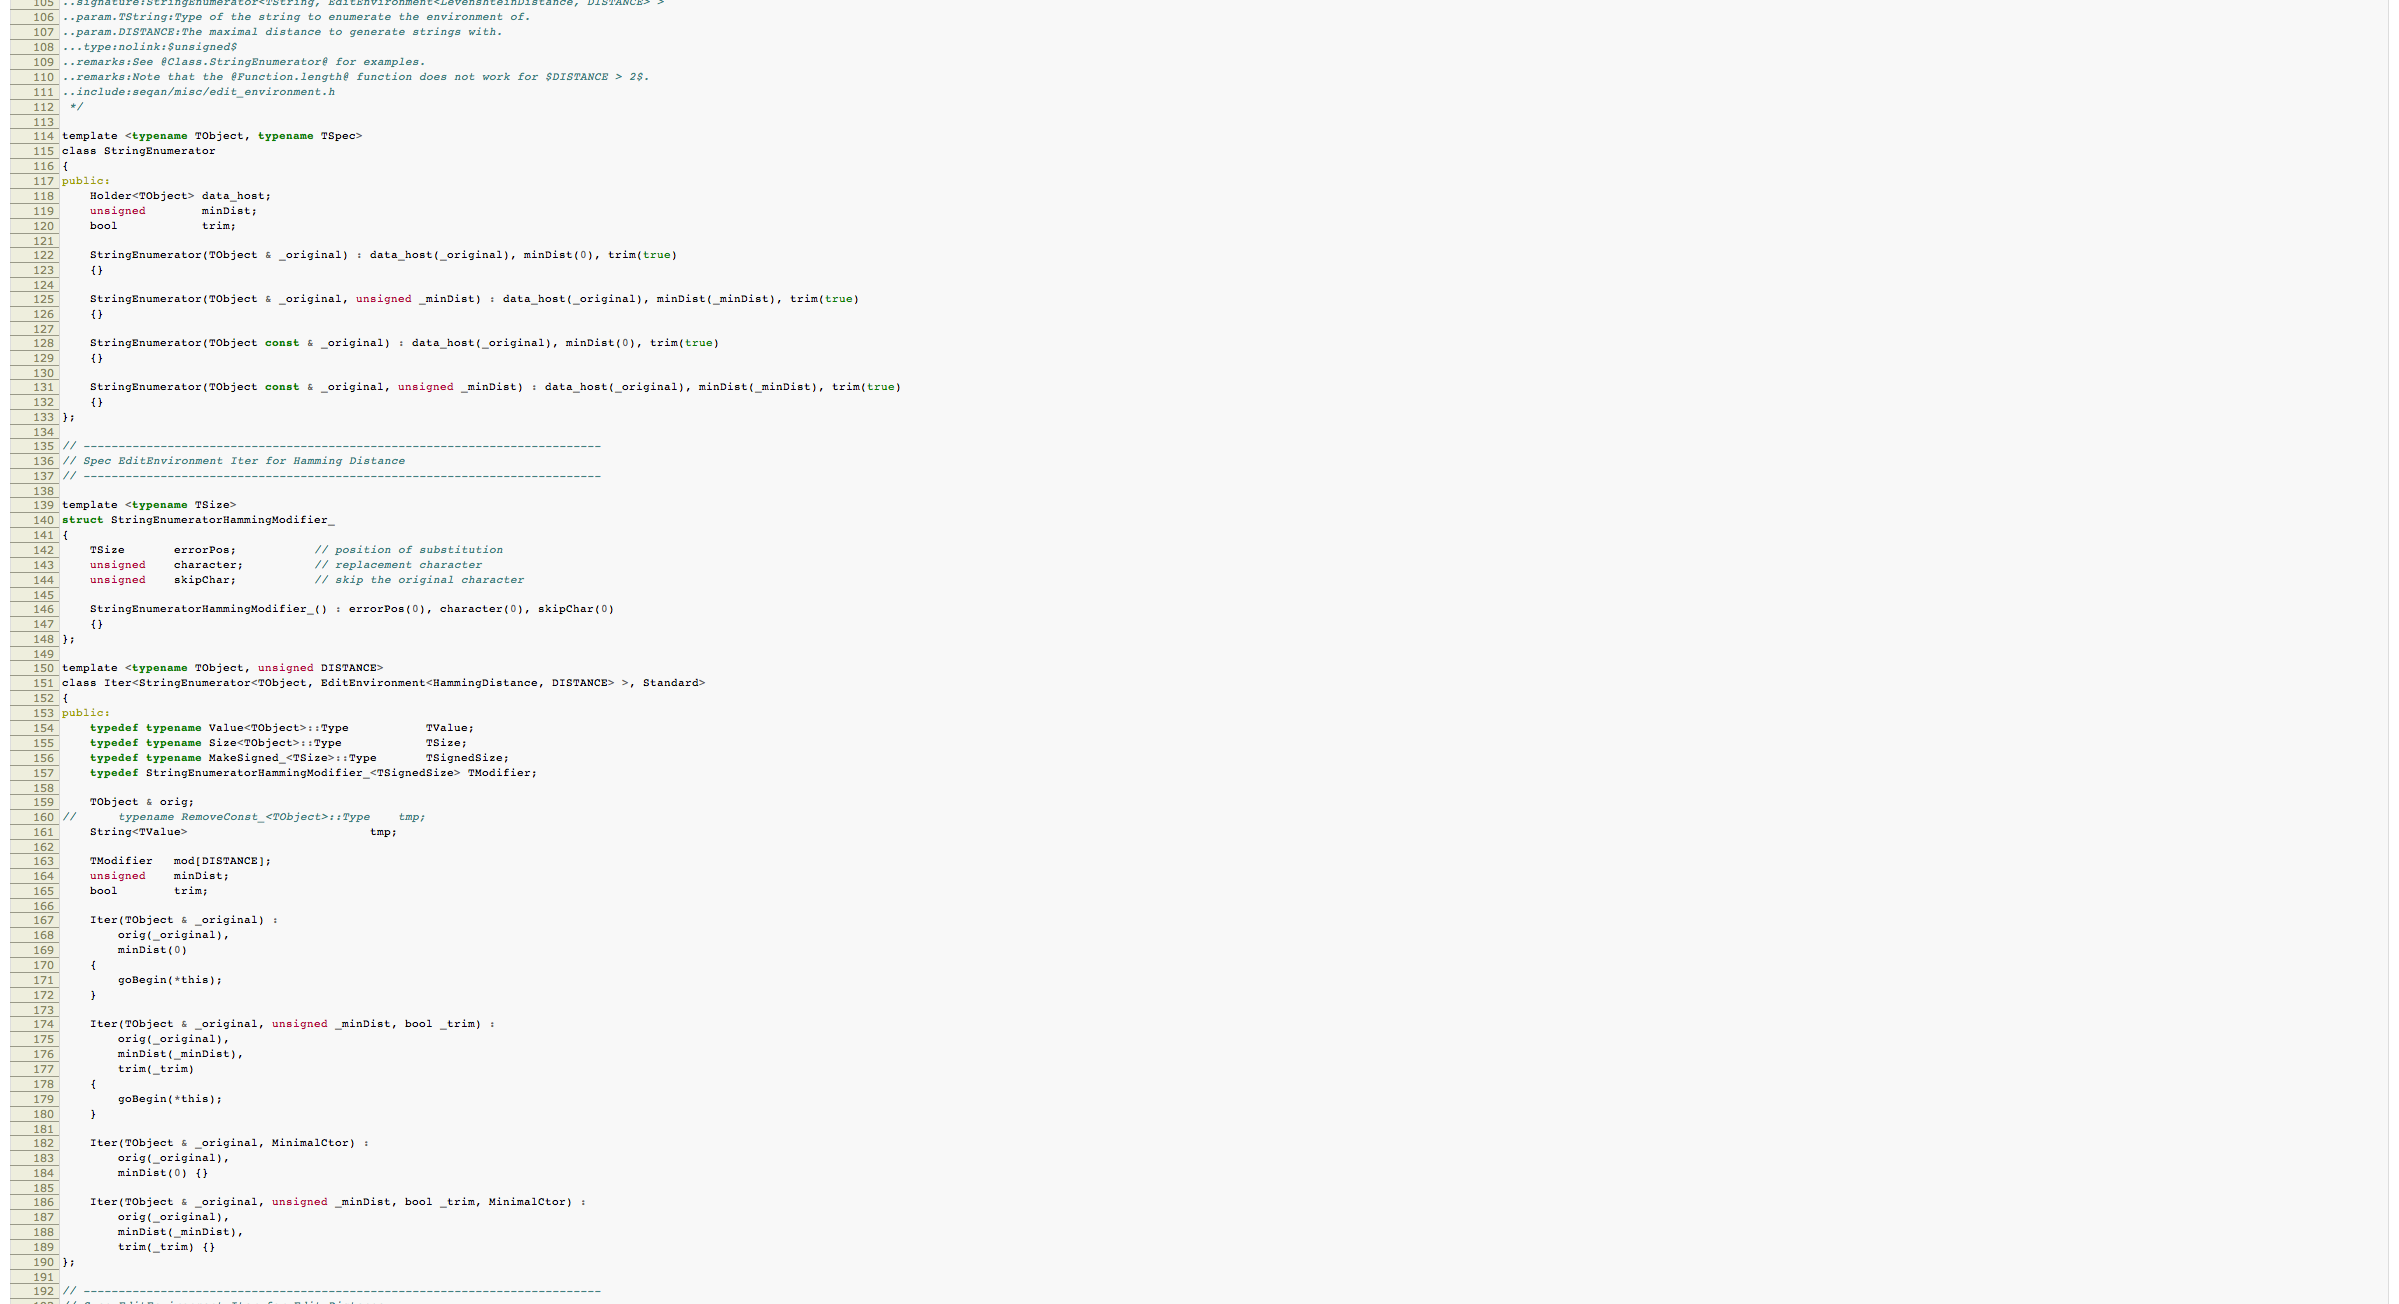 105 ..signature:StringEnumerator<TString, EditEnvironment<LevenshteinDistance, DISTANCE> >
106 ..param.TString:Type of the string to enumerate the environment of.
107 ..param.DISTANCE:The maximal distance to generate strings with.
108 ...type:nolink:$unsigned$
109 ..remarks:See @Class.StringEnumerator@ for examples.
110 ..remarks:Note that the @Function.length@ function does not work for $DISTANCE > 2$.
111 ..include:seqan/misc/edit_environment.h
112  */
113
114 template <typename TObject, typename TSpec>
115 class StringEnumerator
116 {
117 public:
118     Holder<TObject> data_host;
119     unsigned        minDist;
120     bool            trim;
121
122     StringEnumerator(TObject & _original) : data_host(_original), minDist(0), trim(true)
123     {}
124
125     StringEnumerator(TObject & _original, unsigned _minDist) : data_host(_original), minDist(_minDist), trim(true)
126     {}
127
128     StringEnumerator(TObject const & _original) : data_host(_original), minDist(0), trim(true)
129     {}
130
131     StringEnumerator(TObject const & _original, unsigned _minDist) : data_host(_original), minDist(_minDist), trim(true)
132     {}
133 };
134
135 // --------------------------------------------------------------------------
136 // Spec EditEnvironment Iter for Hamming Distance
137 // --------------------------------------------------------------------------
138
139 template <typename TSize>
140 struct StringEnumeratorHammingModifier_
141 {
142     TSize       errorPos;           // position of substitution
143     unsigned    character;          // replacement character
144     unsigned    skipChar;           // skip the original character
145
146     StringEnumeratorHammingModifier_() : errorPos(0), character(0), skipChar(0)
147     {}
148 };
149
150 template <typename TObject, unsigned DISTANCE>
151 class Iter<StringEnumerator<TObject, EditEnvironment<HammingDistance, DISTANCE> >, Standard>
152 {
153 public:
154     typedef typename Value<TObject>::Type           TValue;
155     typedef typename Size<TObject>::Type            TSize;
156     typedef typename MakeSigned_<TSize>::Type       TSignedSize;
157     typedef StringEnumeratorHammingModifier_<TSignedSize> TModifier;
158
159     TObject & orig;
160 //      typename RemoveConst_<TObject>::Type    tmp;
161     String<TValue>                          tmp;
162
163     TModifier   mod[DISTANCE];
164     unsigned    minDist;
165     bool        trim;
166
167     Iter(TObject & _original) :
168         orig(_original),
169         minDist(0)
170     {
171         goBegin(*this);
172     }
173
174     Iter(TObject & _original, unsigned _minDist, bool _trim) :
175         orig(_original),
176         minDist(_minDist),
177         trim(_trim)
178     {
179         goBegin(*this);
180     }
181
182     Iter(TObject & _original, MinimalCtor) :
183         orig(_original),
184         minDist(0) {}
185
186     Iter(TObject & _original, unsigned _minDist, bool _trim, MinimalCtor) :
187         orig(_original),
188         minDist(_minDist),
189         trim(_trim) {}
190 };
191
192 // --------------------------------------------------------------------------
193 // Spec EditEnvironment Iter for Edit Distance